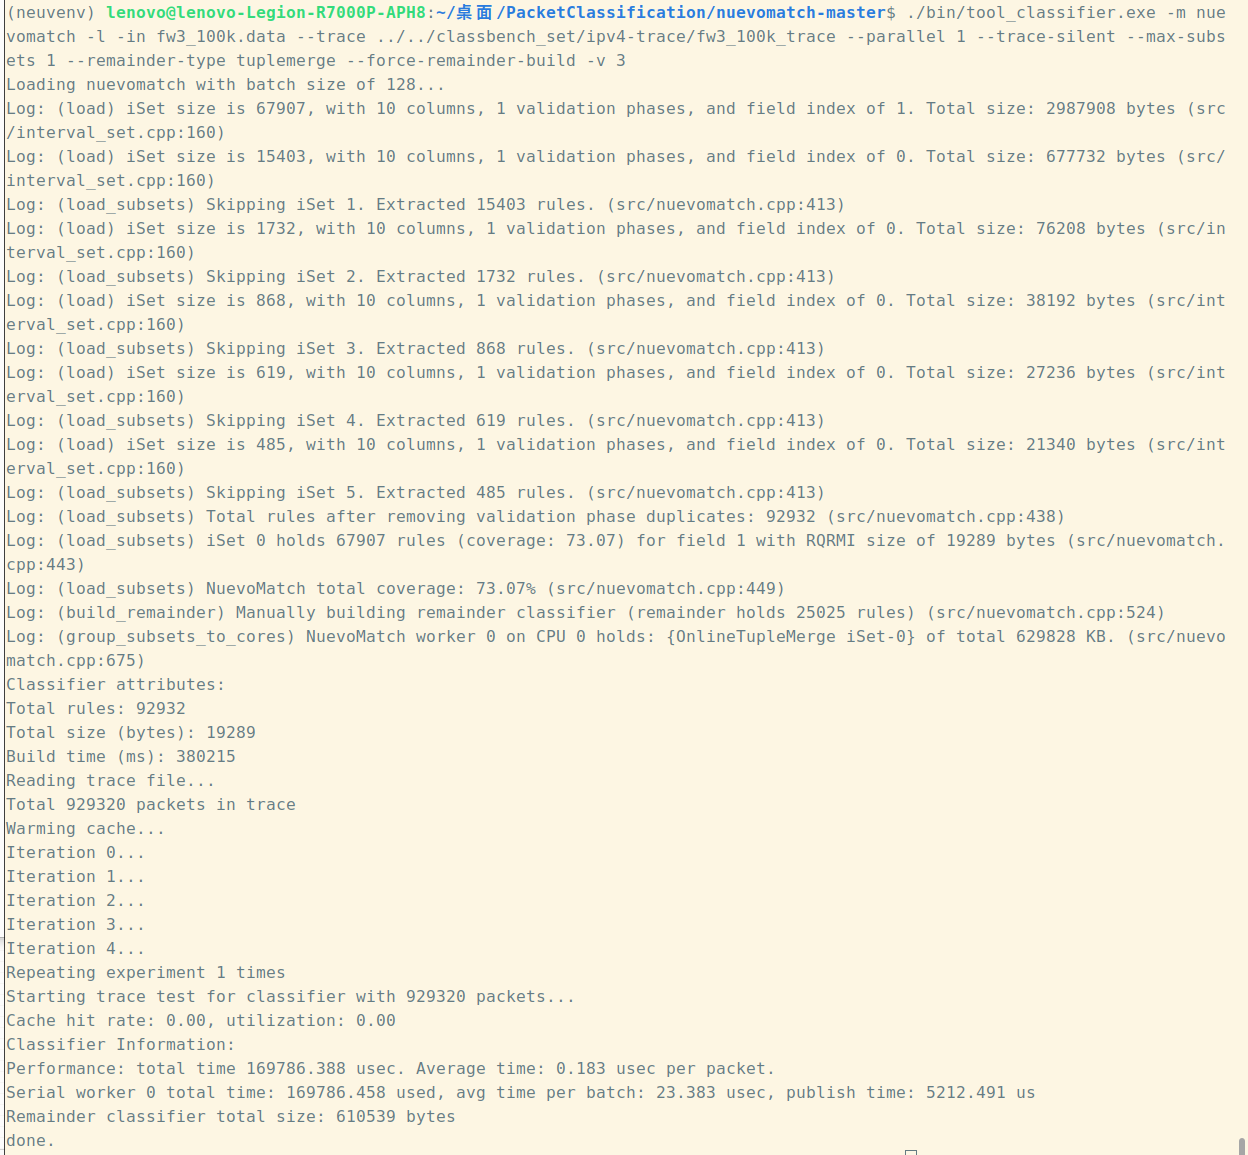 (neuvenv) lenovo@lenovo-Legion-R7000P-APH8:~/桌面/PacketClassification/nuevomatch-master$ ./bin/tool_classifier.exe -m nue
vomatch -l -in fw3_100k.data --trace ../../classbench_set/ipv4-trace/fw3_100k_trace --parallel 1 --trace-silent --max-subs
ets 1 --remainder-type tuplemerge --force-remainder-build -v 3
Loading nuevomatch with batch size of 128...
Log: (load) iSet size is 67907, with 10 columns, 1 validation phases, and field index of 1. Total size: 2987908 bytes (src
/interval_set.cpp:160)
Log: (load) iSet size is 15403, with 10 columns, 1 validation phases, and field index of 0. Total size: 677732 bytes (src/
interval_set.cpp:160)
Log: (load_subsets) Skipping iSet 1. Extracted 15403 rules. (src/nuevomatch.cpp:413)
Log: (load) iSet size is 1732, with 10 columns, 1 validation phases, and field index of 0. Total size: 76208 bytes (src/in
terval_set.cpp:160)
Log: (load_subsets) Skipping iSet 2. Extracted 1732 rules. (src/nuevomatch.cpp:413)
Log: (load) iSet size is 868, with 10 columns, 1 validation phases, and field index of 0. Total size: 38192 bytes (src/int
erval_set.cpp:160)
Log: (load_subsets) Skipping iSet 3. Extracted 868 rules. (src/nuevomatch.cpp:413)
Log: (load) iSet size is 619, with 10 columns, 1 validation phases, and field index of 0. Total size: 27236 bytes (src/int
erval_set.cpp:160)
Log: (load_subsets) Skipping iSet 4. Extracted 619 rules. (src/nuevomatch.cpp:413)
Log: (load) iSet size is 485, with 10 columns, 1 validation phases, and field index of 0. Total size: 21340 bytes (src/int
erval_set.cpp:160)
Log: (load_subsets) Skipping iSet 5. Extracted 485 rules. (src/nuevomatch.cpp:413)
Log: (load_subsets) Total rules after removing validation phase duplicates: 92932 (src/nuevomatch.cpp:438)
Log: (load_subsets) iSet 0 holds 67907 rules (coverage: 73.07) for field 1 with RQRMI size of 19289 bytes (src/nuevomatch.
cpp:443)
Log: (load_subsets) NuevoMatch total coverage: 73.07% (src/nuevomatch.cpp:449)
Log: (build_remainder) Manually building remainder classifier (remainder holds 25025 rules) (src/nuevomatch.cpp:524)
Log: (group_subsets_to_cores) NuevoMatch worker 0 on CPU 0 holds: {OnlineTupleMerge iSet-0} of total 629828 KB. (src/nuevo
match.cpp:675)
Classifier attributes:
Total rules: 92932
Total size (bytes): 19289
Build time (ms): 380215
Reading trace file...
Total 929320 packets in trace
Warming cache...
Iteration 0...
Iteration 1...
Iteration 2...
Iteration 3...
Iteration 4...
Repeating experiment 1 times
Starting trace test for classifier with 929320 packets...
Cache hit rate: 0.00, utilization: 0.00
Classifier Information:
Performance: total time 169786.388 usec. Average time: 0.183 usec per packet.
Serial worker 0 total time: 169786.458 used, avg time per batch: 23.383 usec, publish time: 5212.491 us
Remainder classifier total size: 610539 bytes
done.